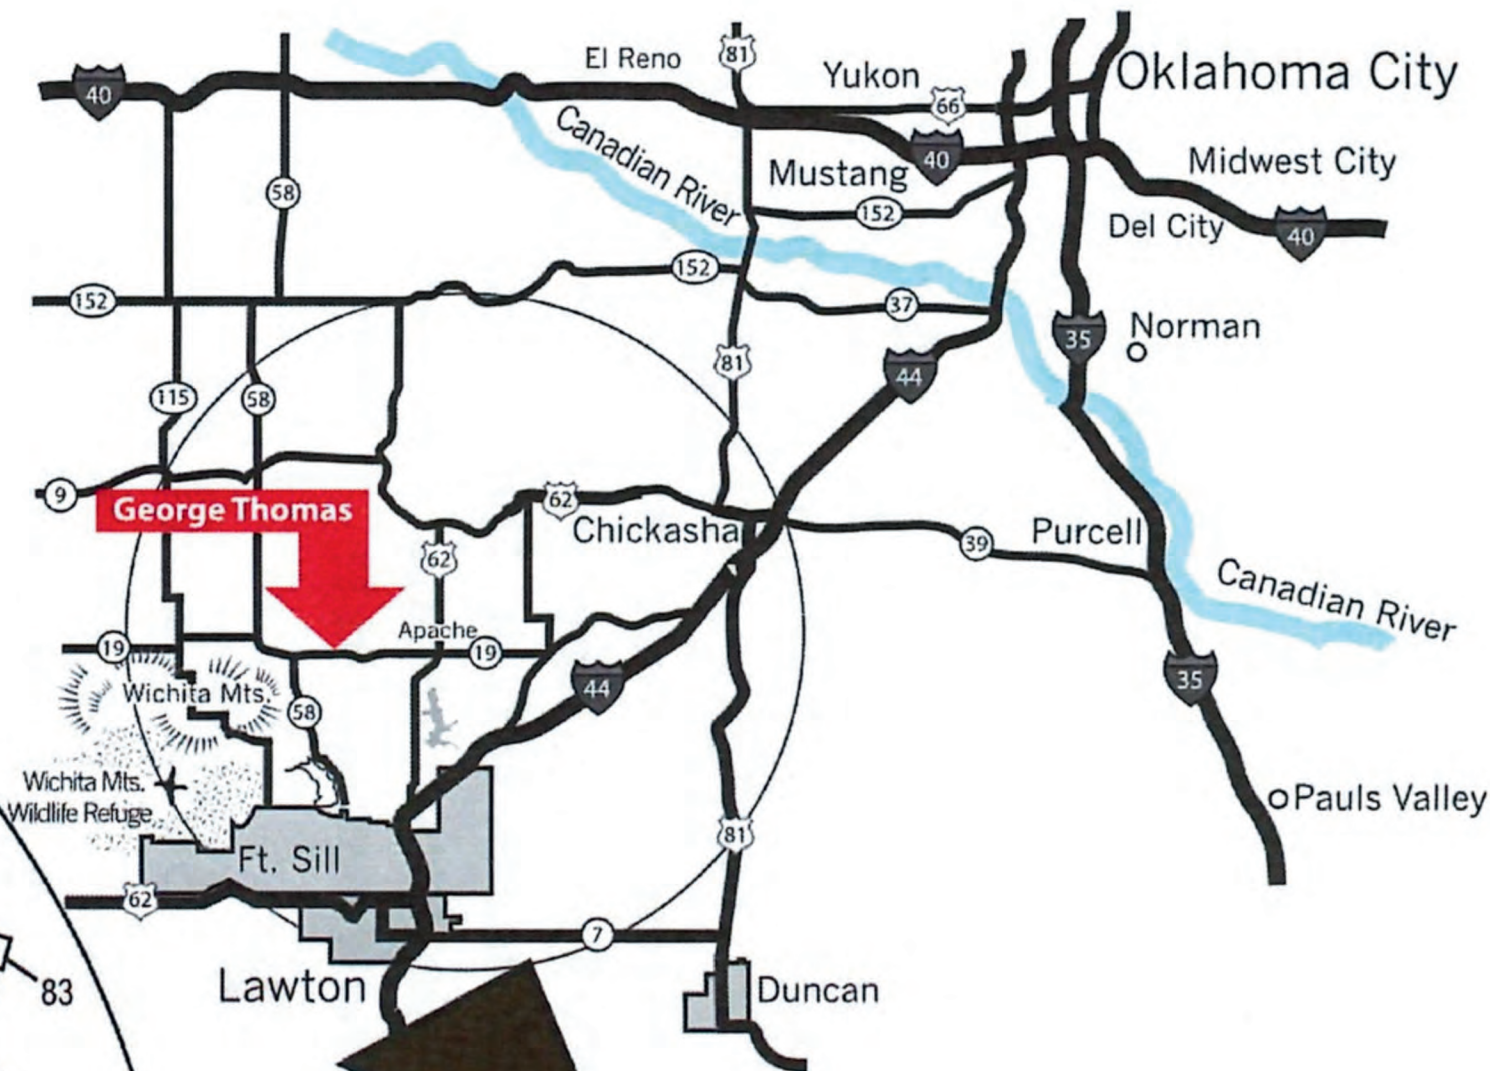 81
El Reno
Yukon
66
Oklahoma City
40
Canadian River
40
Midwest City
Mustang
58
152
Del City
40
152
152
37
35
Norman
81
44
115
58
9
George Thomas
62
Chickasha
39
Purcell
62
Canadian River
Apache
19
19
Wichita Mts.
58
44
35
Wichita Mts.
Wildlife Refuge
Pauls Valley
81
Ft. Sill
62
7
83
Lawton
Duncan